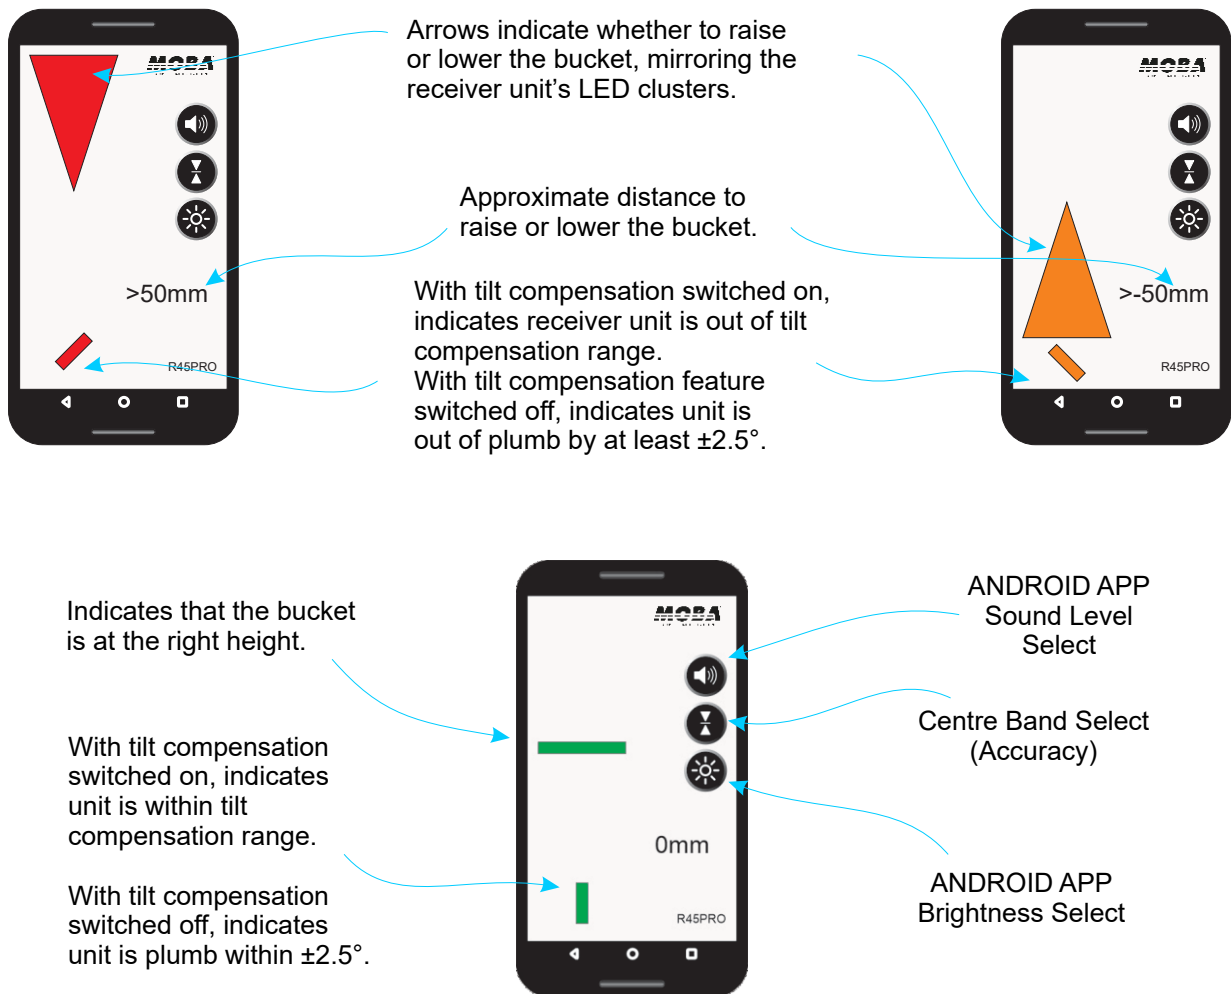 MOBA
Arrows indicate whether to raise
or lower the bucket, mirroring the
receiver unit's LED clusters.
MOBA
Approximate distance to
raise or lower the bucket.
>50mm
>-50mm
With tilt compensation switched on,
indicates receiver unit is out of tilt
compensation range.
With tilt compensation feature
switched off, indicates unit is
out of plumb by at least ±2.5°.
R45PRO
R45PRO
Indicates that the bucket
is at the right height.
With tilt compensation
switched on, indicates
unit is within tilt
compensation range.
With tilt compensation
switched off, indicates
unit is plumb within ±2.5°.
MOBA
0mm
R45PRO
ANDROID APP
Sound Level
Select
Centre Band Select
(Accuracy)
ANDROID APP
Brightness Select